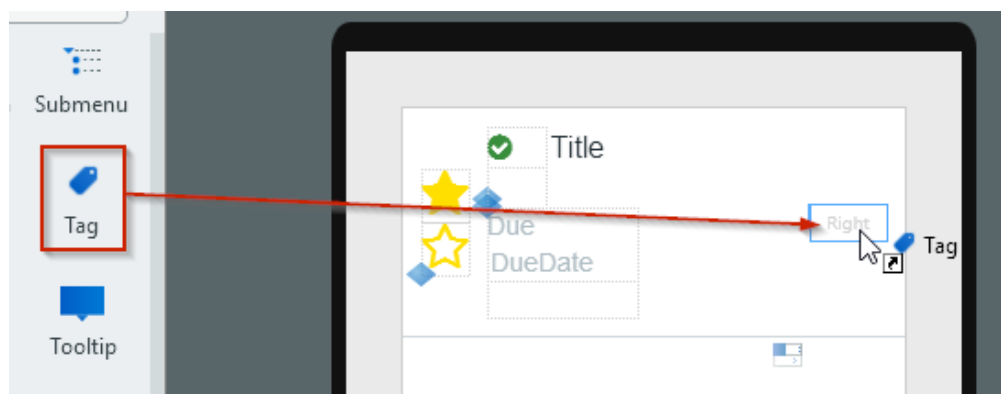 Submenu
Tag
Tooltip
Title
Due
DueDate
Right
Tag